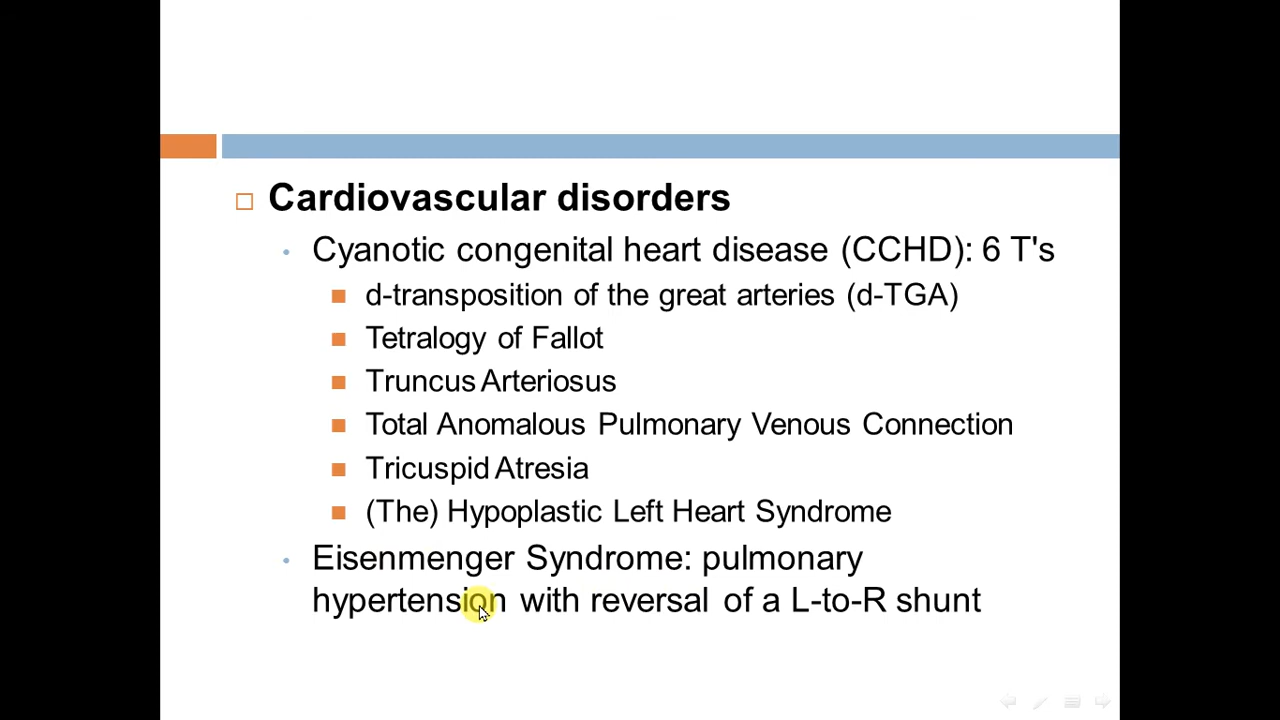 Cardiovascular disorders
Cyanotic congenital heart disease (CCHD): 6 T's
d-transposition of the great arteries (d-TGA)
Tetralogy of Fallot
Truncus Arteriosus
Total Anomalous Pulmonary Venous Connection
Tricuspid Atresia
(The) Hypoplastic Left Heart Syndrome
Eisenmenger Syndrome: pulmonary
hypertension with reversal of a L-to-R shunt